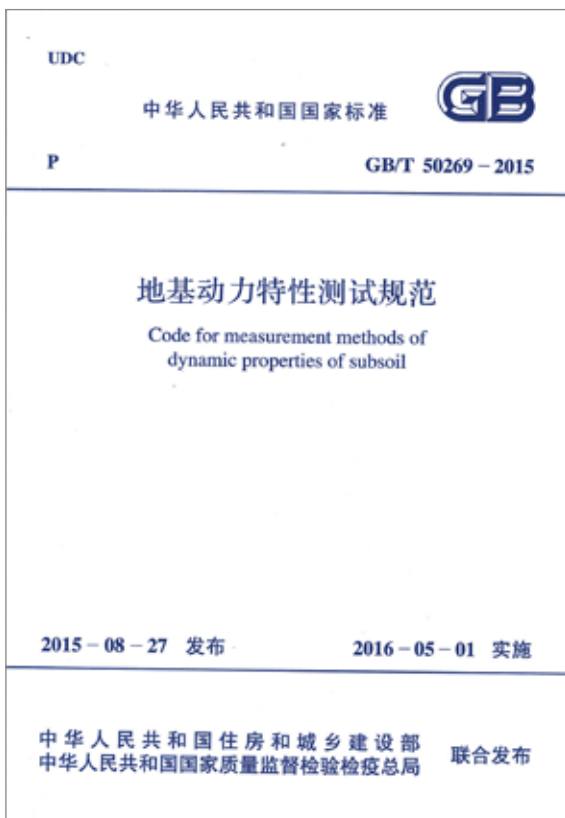 UDC
中华人民共和国国家标准
GB
P
GB/T 50269-2015
地基动力特性测试规范
Code for measurement methods of
dynamic properties of subsoil
2015-08-27 发布
2016-05-01 实施
中华人民共和国住房和城乡建设部
中华人民共和国国家质量监督检验检疫总局
联合发布